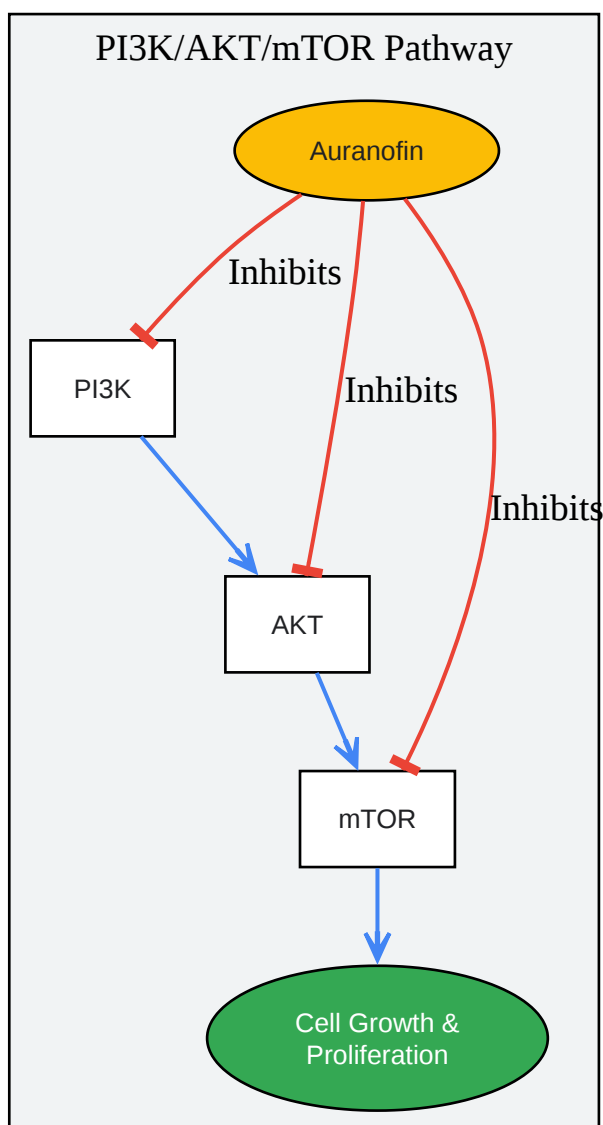 PI3K/AKT/mTOR Pathway
Auranofin
Inhibits
PI3K
Inhibits
Inhibits
AKT
mTOR
Cell Growth &
Proliferation